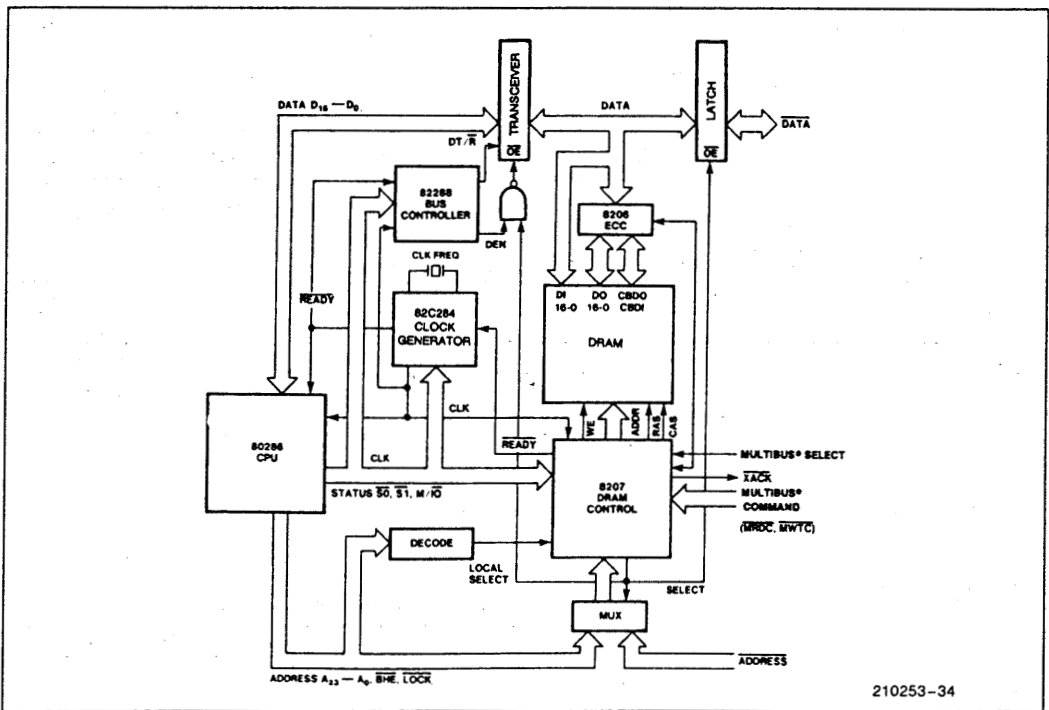 TRANSCEIVER
OE
LATCH
OE
DATA D15—D0
DATA
DATA
DT/R
82288
BUS
CONTROLLER
8206
ECC
DEN
CLK FREQ
READY
82C284
CLOCK
GENERATOR
DI
16-0
DO
16-0
CBDO
CBDI
DRAM
80286
CPU
CLK
CLK
READY
WE
ADDR
RAS
CAS
8207
DRAM
CONTROL
MULTIBUS® SELECT
XACK
MULTIBUS®
COMMAND
(MRDC, MWTC)
STATUS S0, S1, M/IO
DECODE
LOCAL
SELECT
SELECT
MUX
ADDRESS
ADDRESS A23—A0, BHE, LOCK
210253-34